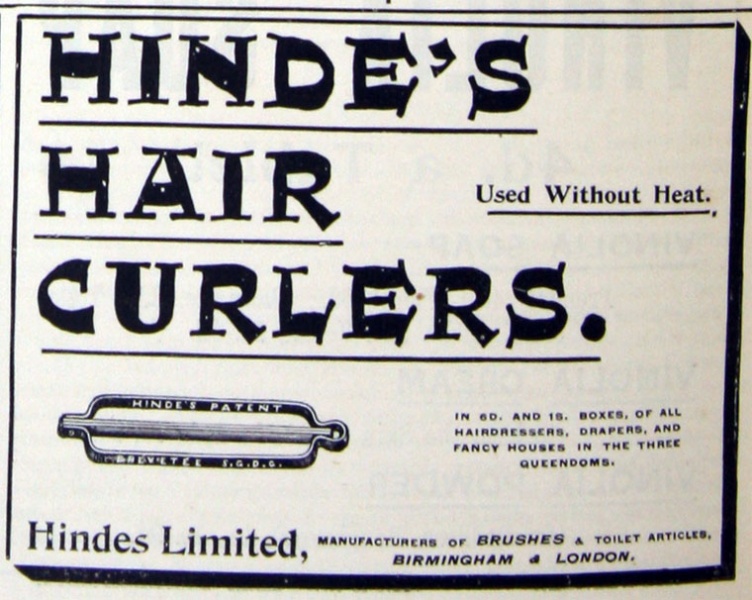 HINDE'S
HAIR
Used Without Heat.
CURLERS.
HINDE'S PATENT
BREVETEE S.G.D.G.
IN 6D. AND 1S. BOXES, OF ALL
HAIRDRESSERS, DRAPERS, AND
FANCY HOUSES IN THE THREE
QUEENDOMS.
Hindes Limited, MANUFACTURERS OF BRUSHES & TOILET ARTICLES,
BIRMINGHAM & LONDON.